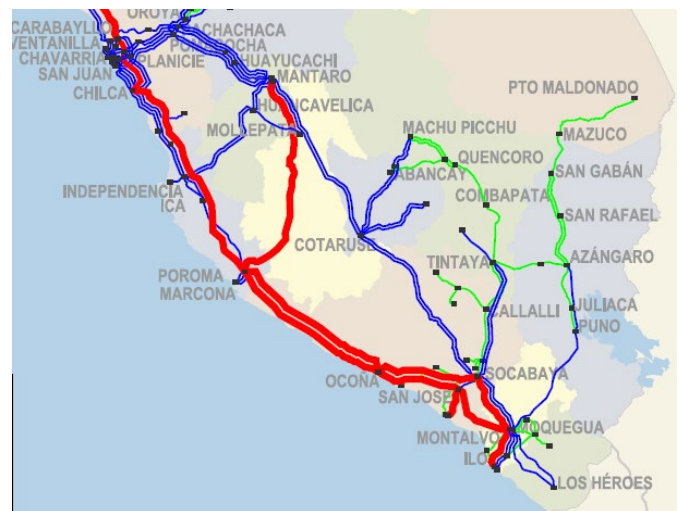 OROYA
CARABAYLLO
PACHACHACA
VENTANILLA
POMACOCHA
CHAVARRIA
PLANICIE
HUAYUCACHI
SAN JUAN
MANTARO
CHILCA
HUANCAVELICA
PTO MALDONADO
MOLLEPATA
MACHU PICCHU
MAZUCO
QUENCORO
ABANCAY
SAN GABÁN
INDEPENDENCIA
COMBAPATA
ICA
SAN RAFAEL
COTARUSE
TINTAYA
AZÁNGARO
POROMA
MARCONA
CALLALLI
JULIACA
PUNO
OCOÑA
SOCABAYA
SAN JOSE
MOQUEGUA
MONTALVO
ILO
LOS HÉROES